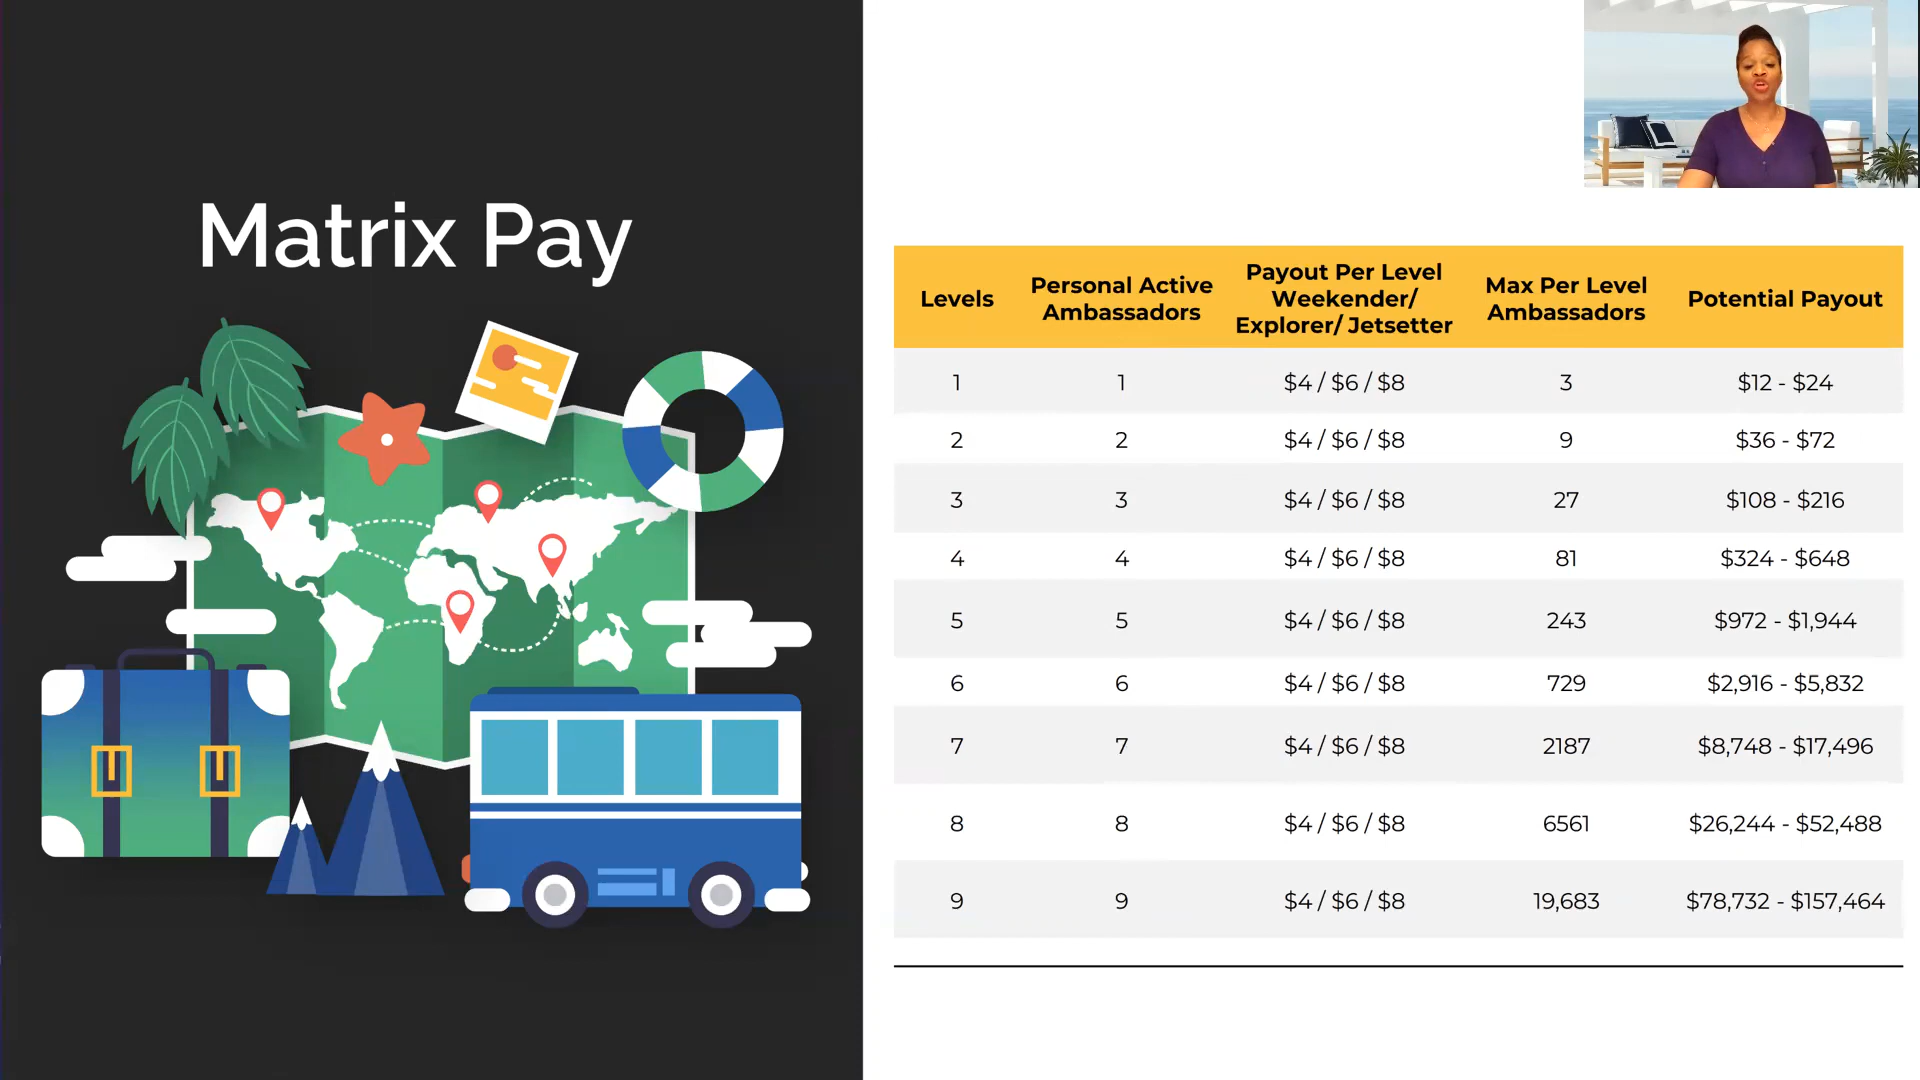 Matrix Pay
Levels
Personal Active
Ambassadors
Payout Per Level
Weekender/
Explorer/ Jetsetter
Max Per Level
Ambassadors
Potential Payout
1 1 $4 / $6 / $8 3 $12 - $24
2 2 $4 / $6 / $8 9 $36 - $72
3 3 $4 / $6 / $8 27 $108 - $216
4 4 $4 / $6 / $8 81 $324 - $648
5 5 $4 / $6 / $8 243 $972 - $1,944
6 6 $4 / $6 / $8 729 $2,916 - $5,832
7 7 $4 / $6 / $8 2187 $8,748 - $17,496
8 8 $4 / $6 / $8 6561 $26,244 - $52,488
9 9 $4 / $6 / $8 19,683 $78,732 - $157,464